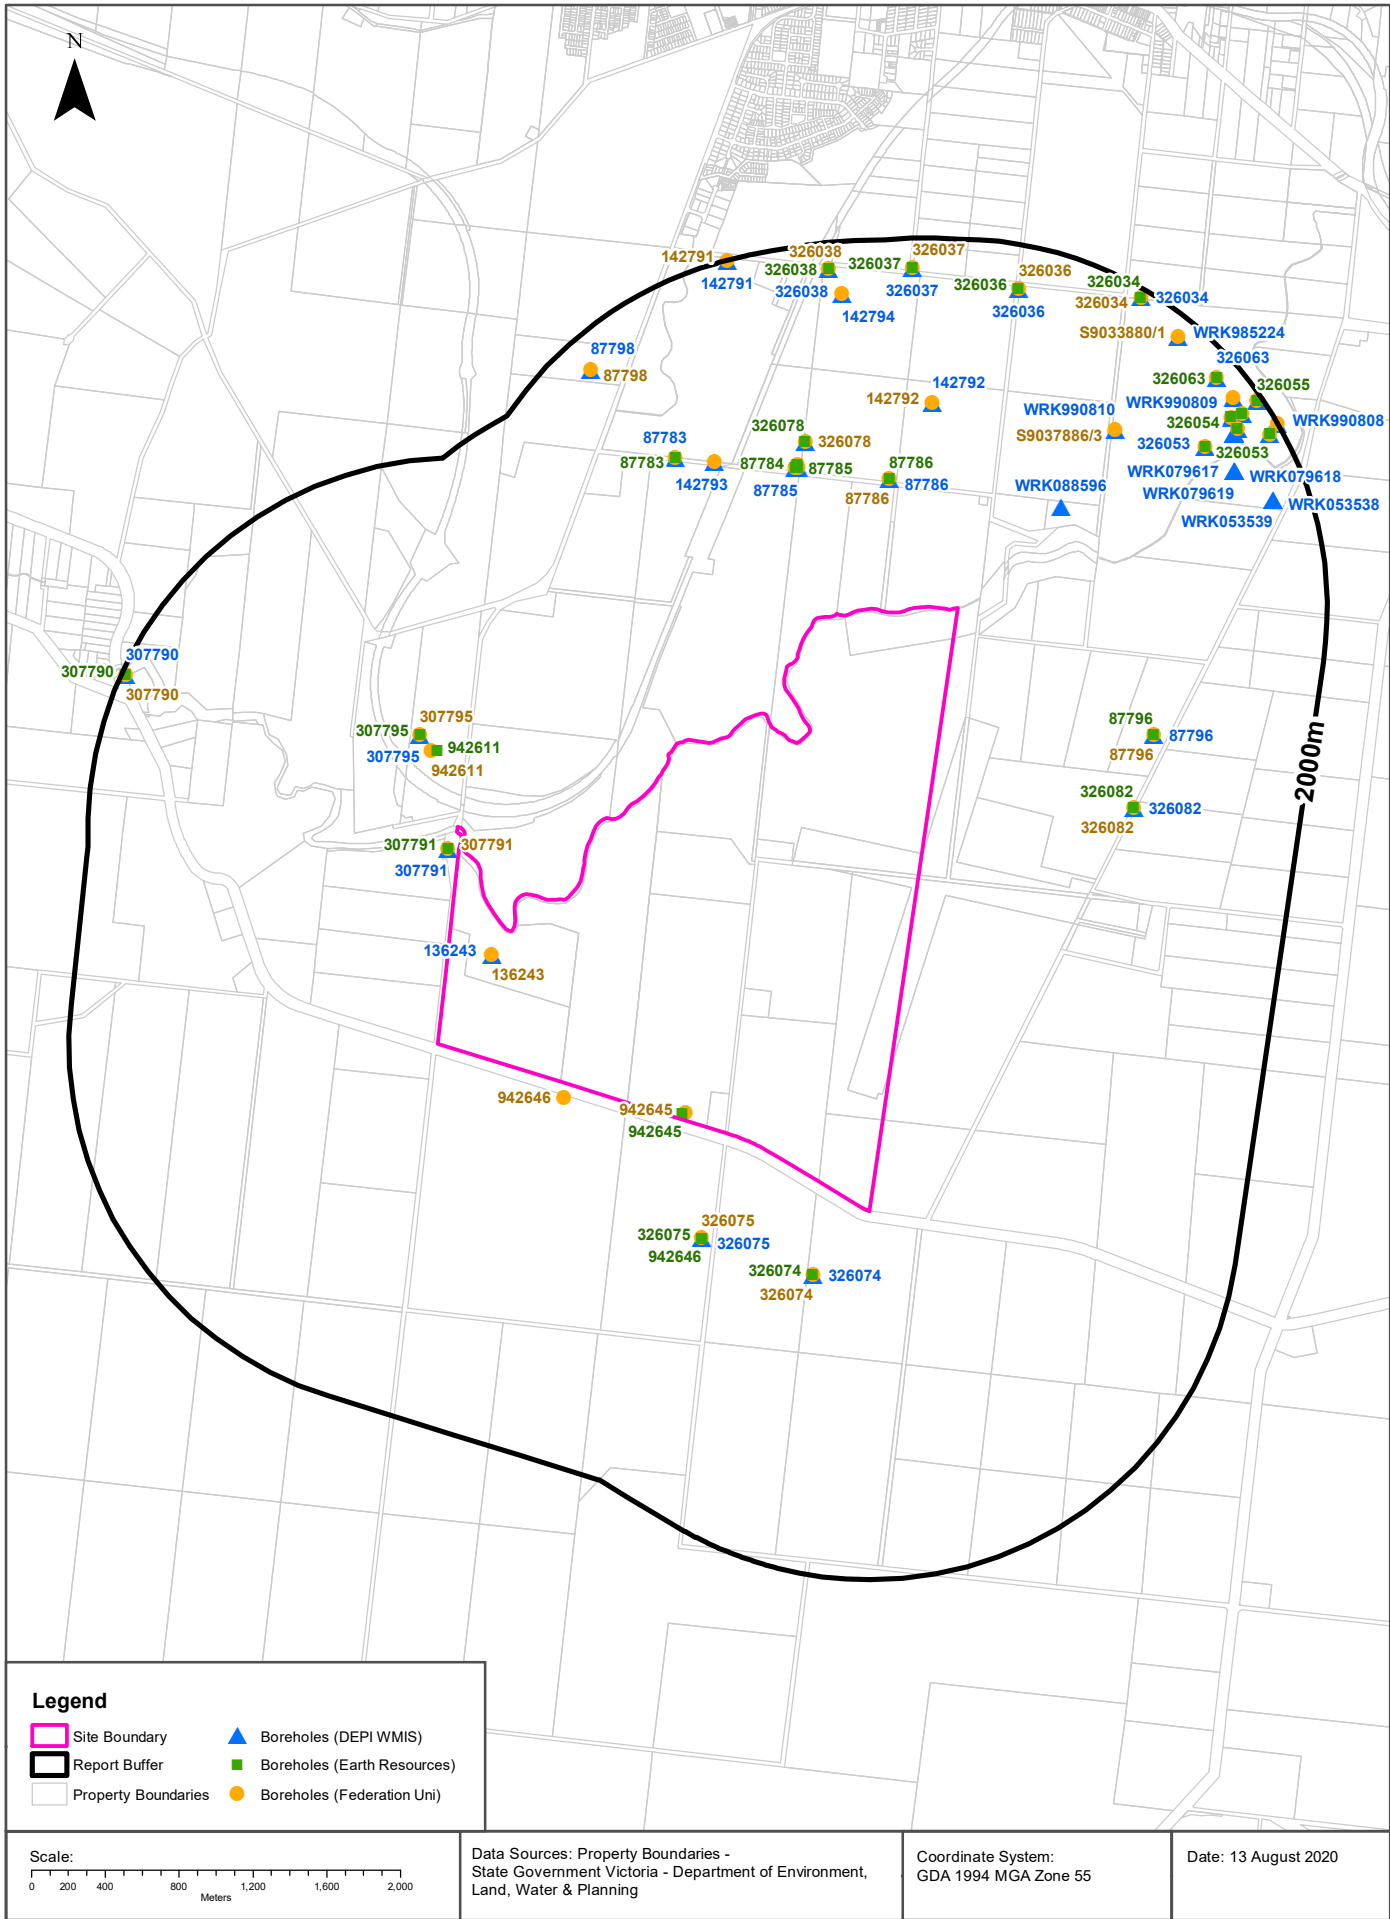 N
142791
142791
326038
326038
326038
142794
326037
326037
326037
326036
326036
326036
326034
326034
326034
S9033880/1
WRK985224
326063
326063
326055
WRK990809
WRK990810
WRK990808
S9037886/3
326054
326053
326053
WRK079617
WRK079618
WRK079619
WRK053538
WRK053539
WRK088596
87798
87798
142792
142792
326078
326078
87783
87783
142793
87784
87785
87785
87786
87786
87786
307790
307790
307790
307795
307795
307795
942611
942611
307791
307791
307791
136243
136243
87796
87796
87796
326082
326082
326082
2000m
942646
942645
942645
326075
326075
326075
942646
326074
326074
326074
Legend
Site Boundary
Report Buffer
Property Boundaries
Boreholes (DEPI WMIS)
Boreholes (Earth Resources)
Boreholes (Federation Uni)
Scale:
0 200 400 800 1,200 1,600 2,000
Meters
Data Sources: Property Boundaries -
State Government Victoria - Department of Environment,
Land, Water & Planning
Coordinate System:
GDA 1994 MGA Zone 55
Date: 13 August 2020